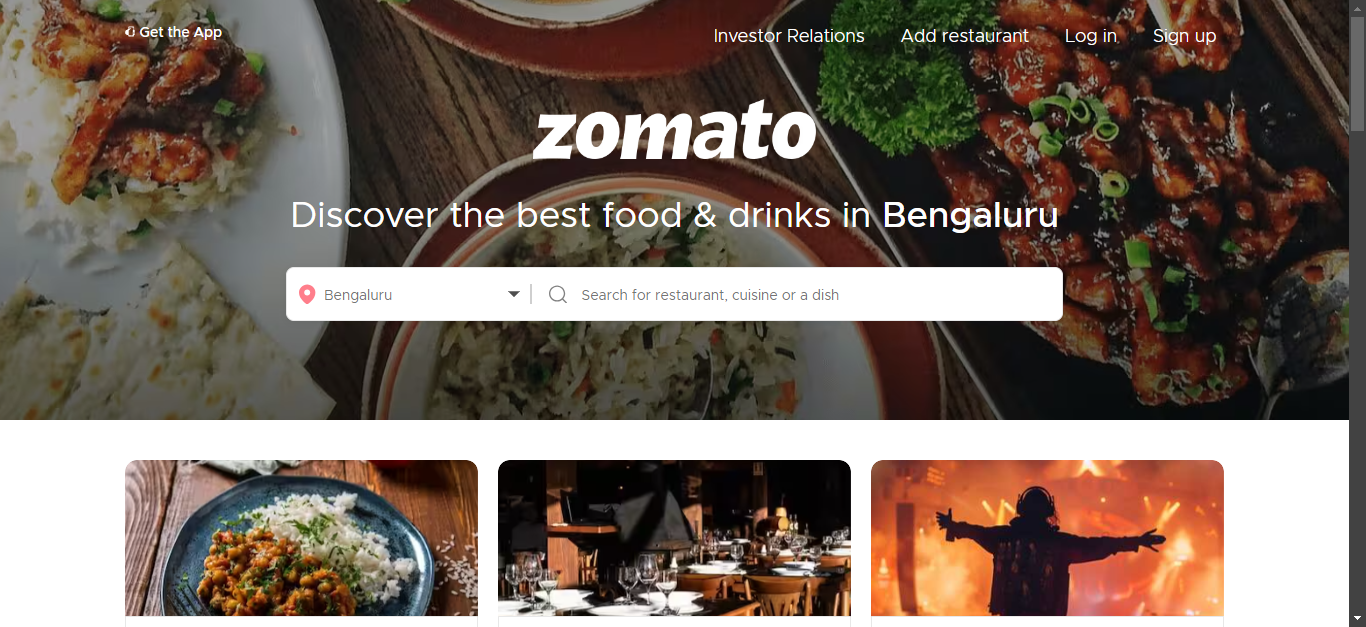 Get the App
Investor Relations
Add restaurant
Log in
Sign up
zomato
Discover the best food & drinks in Bengaluru
Bengaluru
Search for restaurant, cuisine or a dish